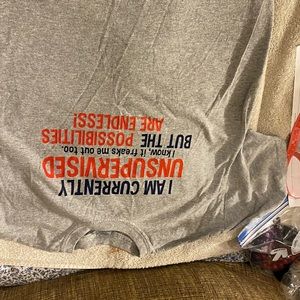 I AM CURRENTLY
UNSUPERVISED
I know, it freaks me out too.
BUT THE POSSIBILITIES
ARE ENDLESS!